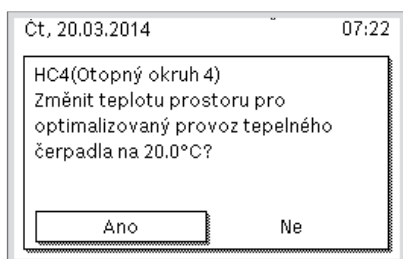 Čt, 20.03.2014 07:22
HC4(Otopný okruh 4)
Změnit teplotu prostoru pro
optimalizovaný provoz tepelného
čerpadla na 20.0°C?
Ano Ne